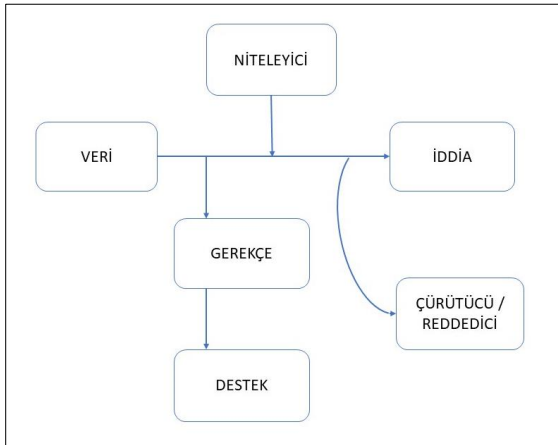 NİTELEYİCİ
VERİ
İDDİA
GEREKÇE
ÇÜRÜTÜCÜ /
REDDEDİCİ
DESTEK